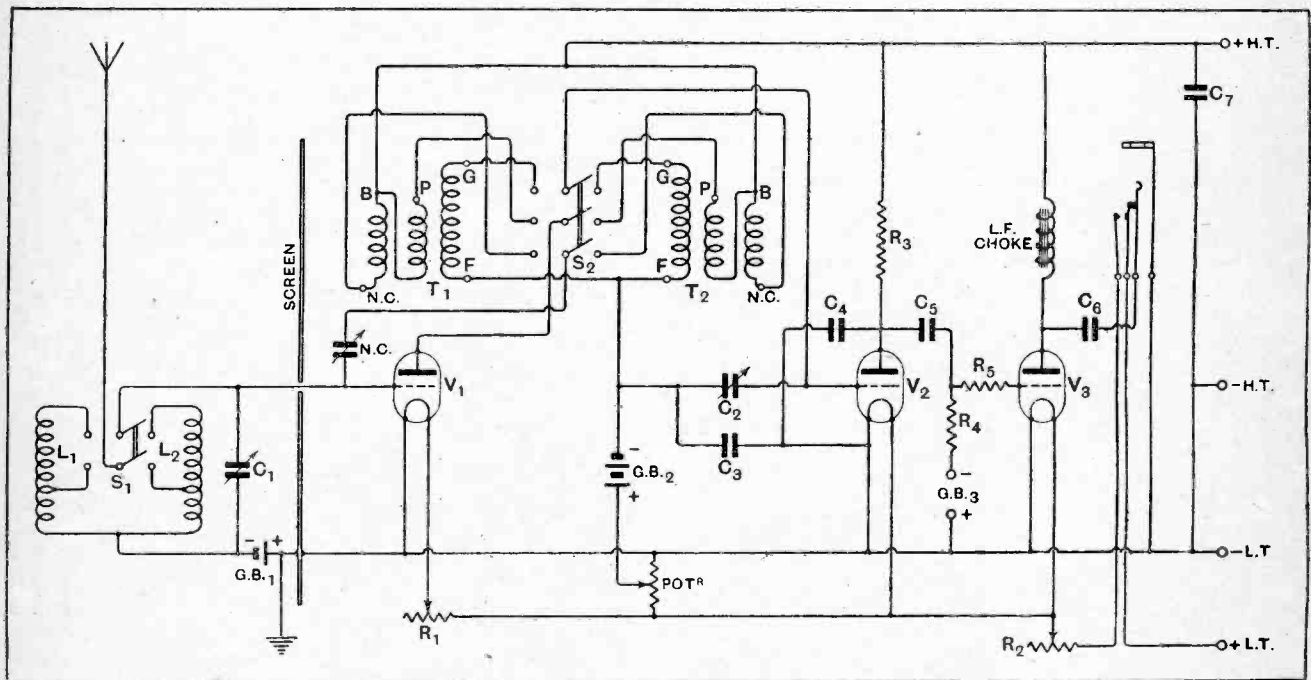 + H.T.
C7
SCREEN
G
G
B
P
P
B
R3
L.F.
CHOKE
F
F
N.C.
T1
S2
T2
N.C.
C4
C5
C6
N.C.
V1
V2
R5
V3
- H.T.
L1
L2
S1
C1
C2
R4
C3
-
G.B.2
+
-
G.B.3
+
- +
G.B.1
- L.T
POTR
R1
R2
+ L.T.